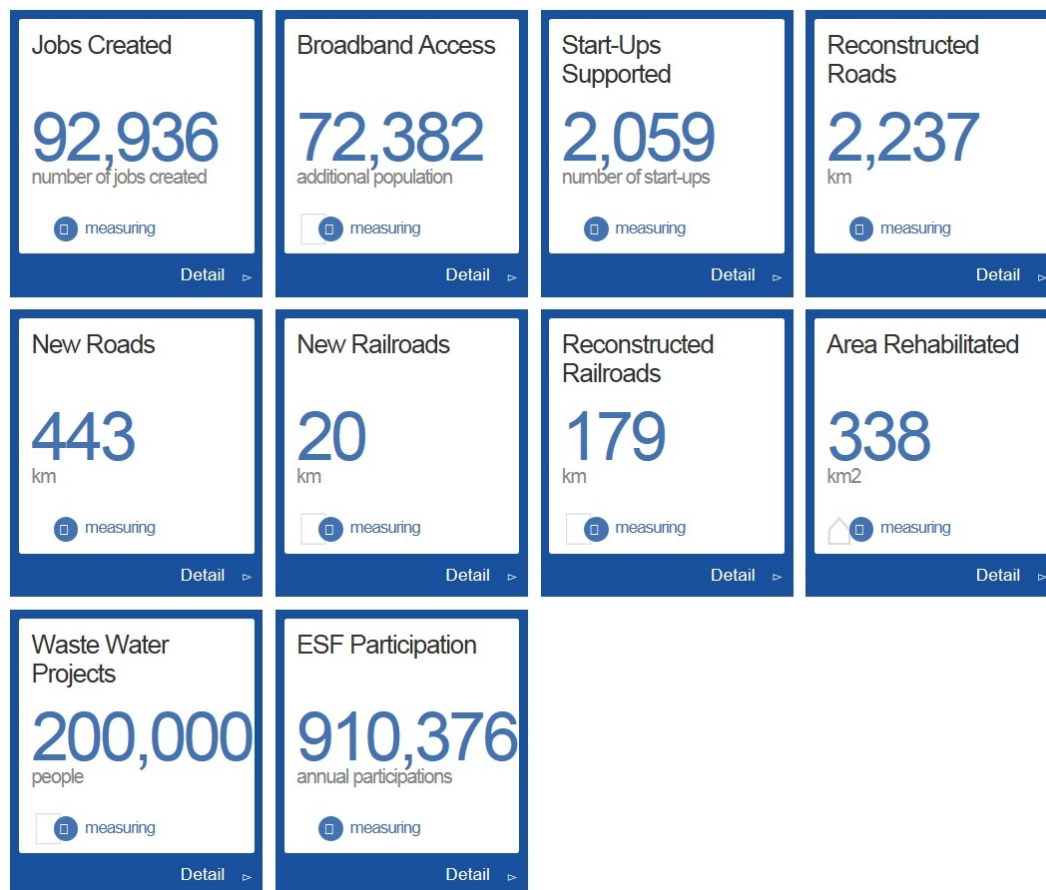 Jobs Created
92,936
number of jobs created
measuring
Detail
Broadband Access
72,382
additional population
measuring
Detail
Start-Ups
Supported
2,059
number of start-ups
measuring
Detail
Reconstructed
Roads
2,237
km
measuring
Detail
New Roads
443
km
measuring
Detail
New Railroads
20
km
measuring
Detail
Reconstructed
Railroads
179
km
measuring
Detail
Area Rehabilitated
338
km2
measuring
Detail
Waste Water
Projects
200,000
people
measuring
Detail
ESF Participation
910,376
annual participations
measuring
Detail